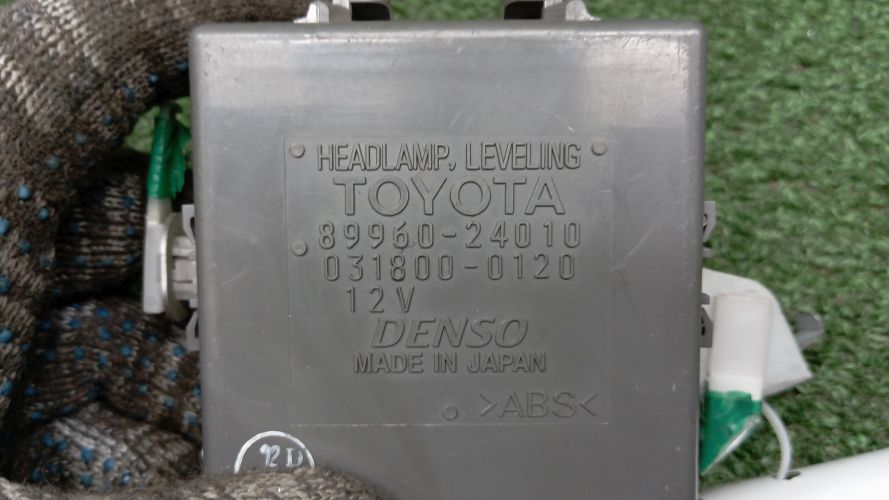 HEADLAMP, LEVELING
TOYOTA
89960-24010
031800-0120
12V
DENSO
MADE IN JAPAN
>ABS<